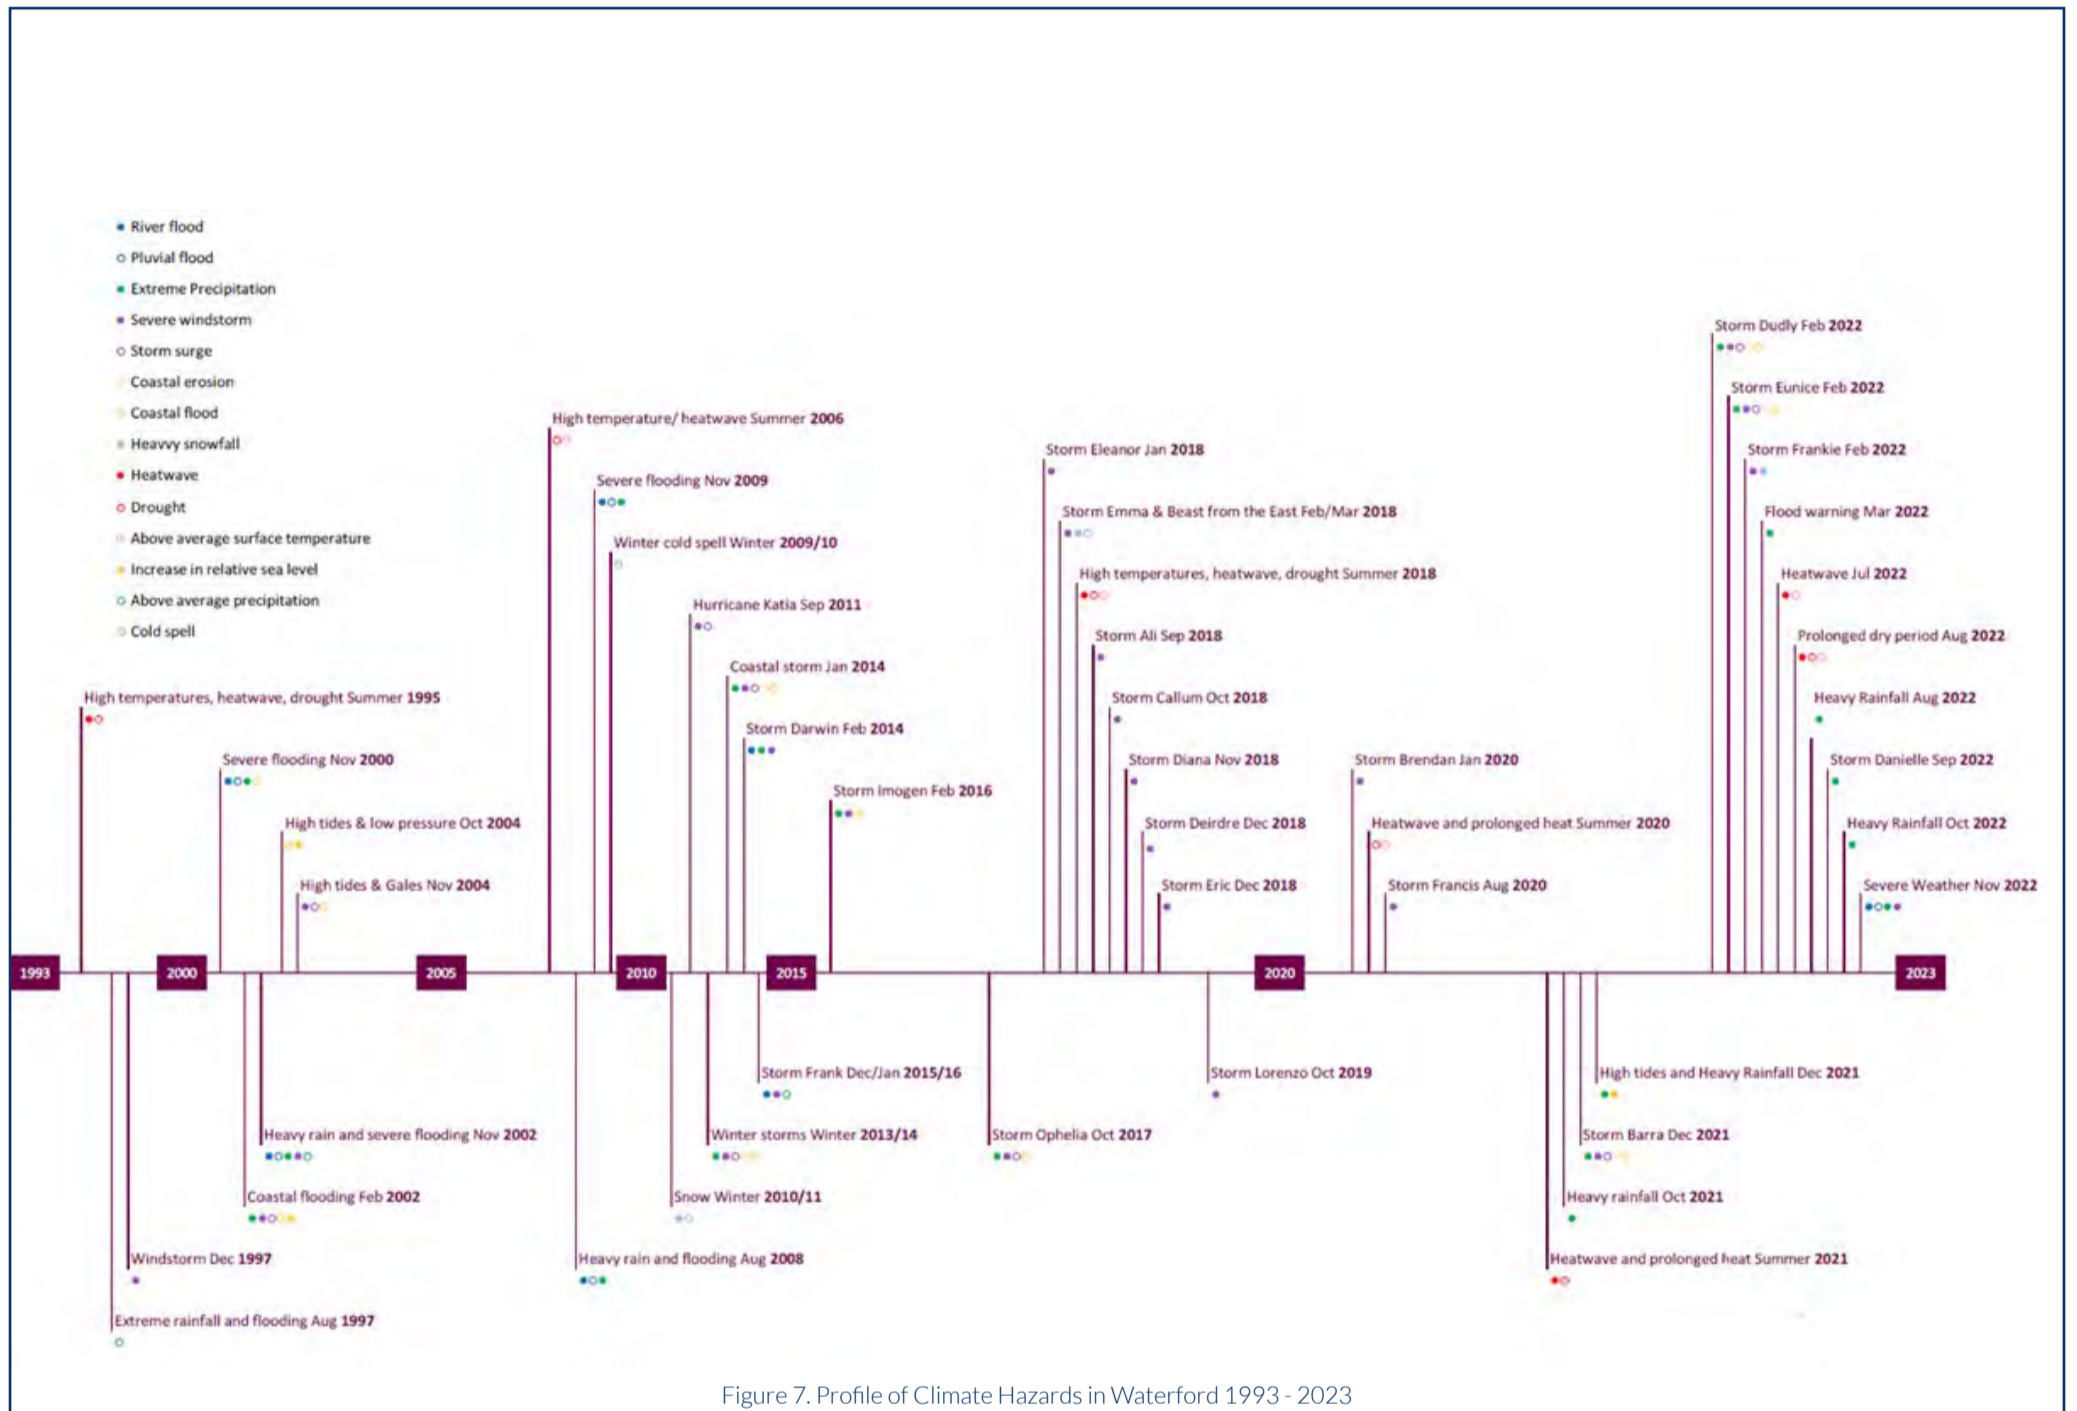 River flood
Pluvial flood
Extreme Precipitation
Severe windstorm
Storm surge
Coastal erosion
Coastal flood
Heavvy snowfall
Heatwave
Drought
Above average surface temperature
Increase in relative sea level
Above average precipitation
Cold spell
High temperatures, heatwave, drought Summer 1995
Severe flooding Nov 2000
High tides & low pressure Oct 2004
High tides & Gales Nov 2004
High temperature/ heatwave Summer 2006
Severe flooding Nov 2009
Winter cold spell Winter 2009/10
Hurricane Katia Sep 2011
Coastal storm Jan 2014
Storm Darwin Feb 2014
Storm Imogen Feb 2016
Storm Eleanor Jan 2018
Storm Emma & Beast from the East Feb/Mar 2018
High temperatures, heatwave, drought Summer 2018
Storm Ali Sep 2018
Storm Callum Oct 2018
Storm Diana Nov 2018
Storm Deirdre Dec 2018
Storm Eric Dec 2018
Storm Brendan Jan 2020
Heatwave and prolonged heat Summer 2020
Storm Francis Aug 2020
Storm Dudly Feb 2022
Storm Eunice Feb 2022
Storm Frankie Feb 2022
Flood warning Mar 2022
Heatwave Jul 2022
Prolonged dry period Aug 2022
Heavy Rainfall Aug 2022
Storm Danielle Sep 2022
Heavy Rainfall Oct 2022
Severe Weather Nov 2022
1993
2000
2005
2010
2015
2020
2023
Storm Frank Dec/Jan 2015/16
Storm Lorenzo Oct 2019
High tides and Heavy Rainfall Dec 2021
Heavy rain and severe flooding Nov 2002
Winter storms Winter 2013/14
Storm Ophelia Oct 2017
Storm Barra Dec 2021
Coastal flooding Feb 2002
Snow Winter 2010/11
Heavy rainfall Oct 2021
Windstorm Dec 1997
Heavy rain and flooding Aug 2008
Heatwave and prolonged heat Summer 2021
Extreme rainfall and flooding Aug 1997
Figure 7. Profile of Climate Hazards in Waterford 1993 - 2023